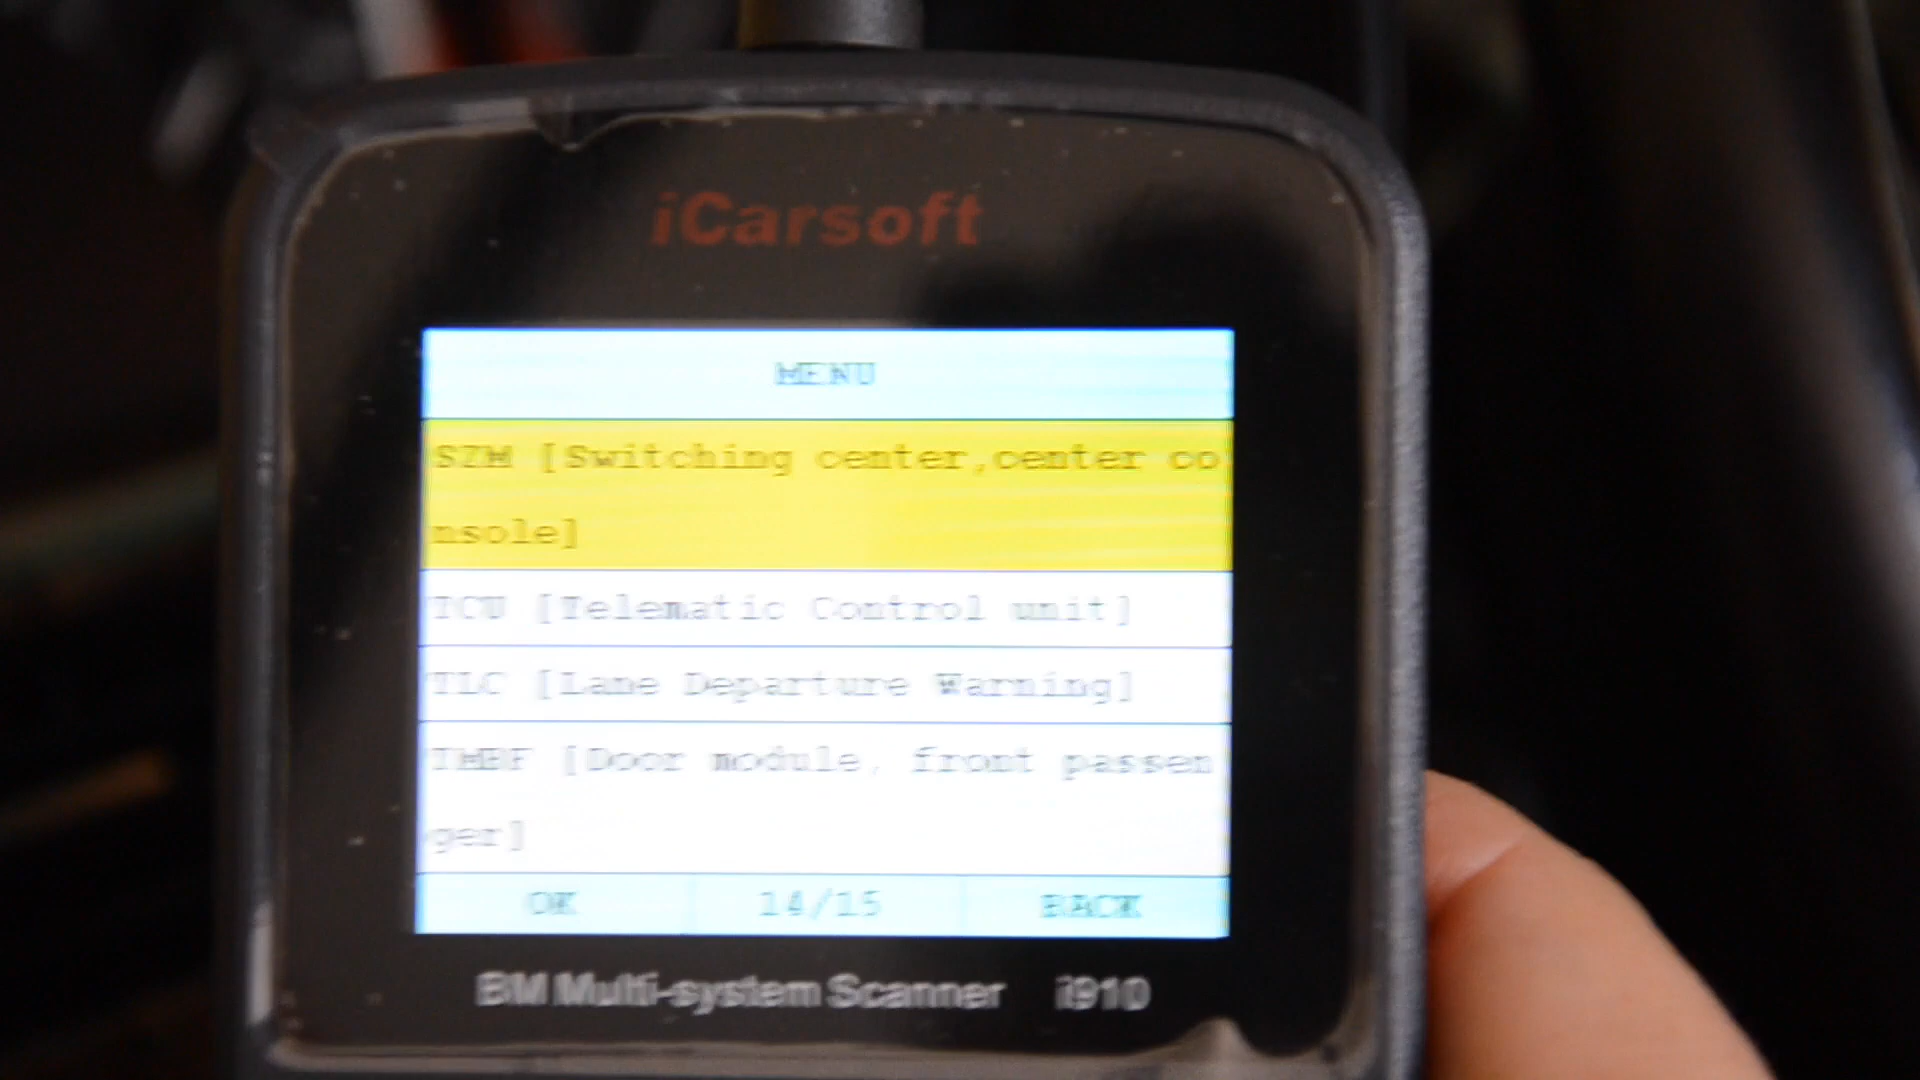 iCarsoft
MENU
SZM [Switching center,center co
nsole]
TCU [Telematic Control unit]
TLC [Lane Departure Warning]
TMBF [Door module, front passen
ger]
OK 14/15 BACK
BM Multi-system Scanner i910